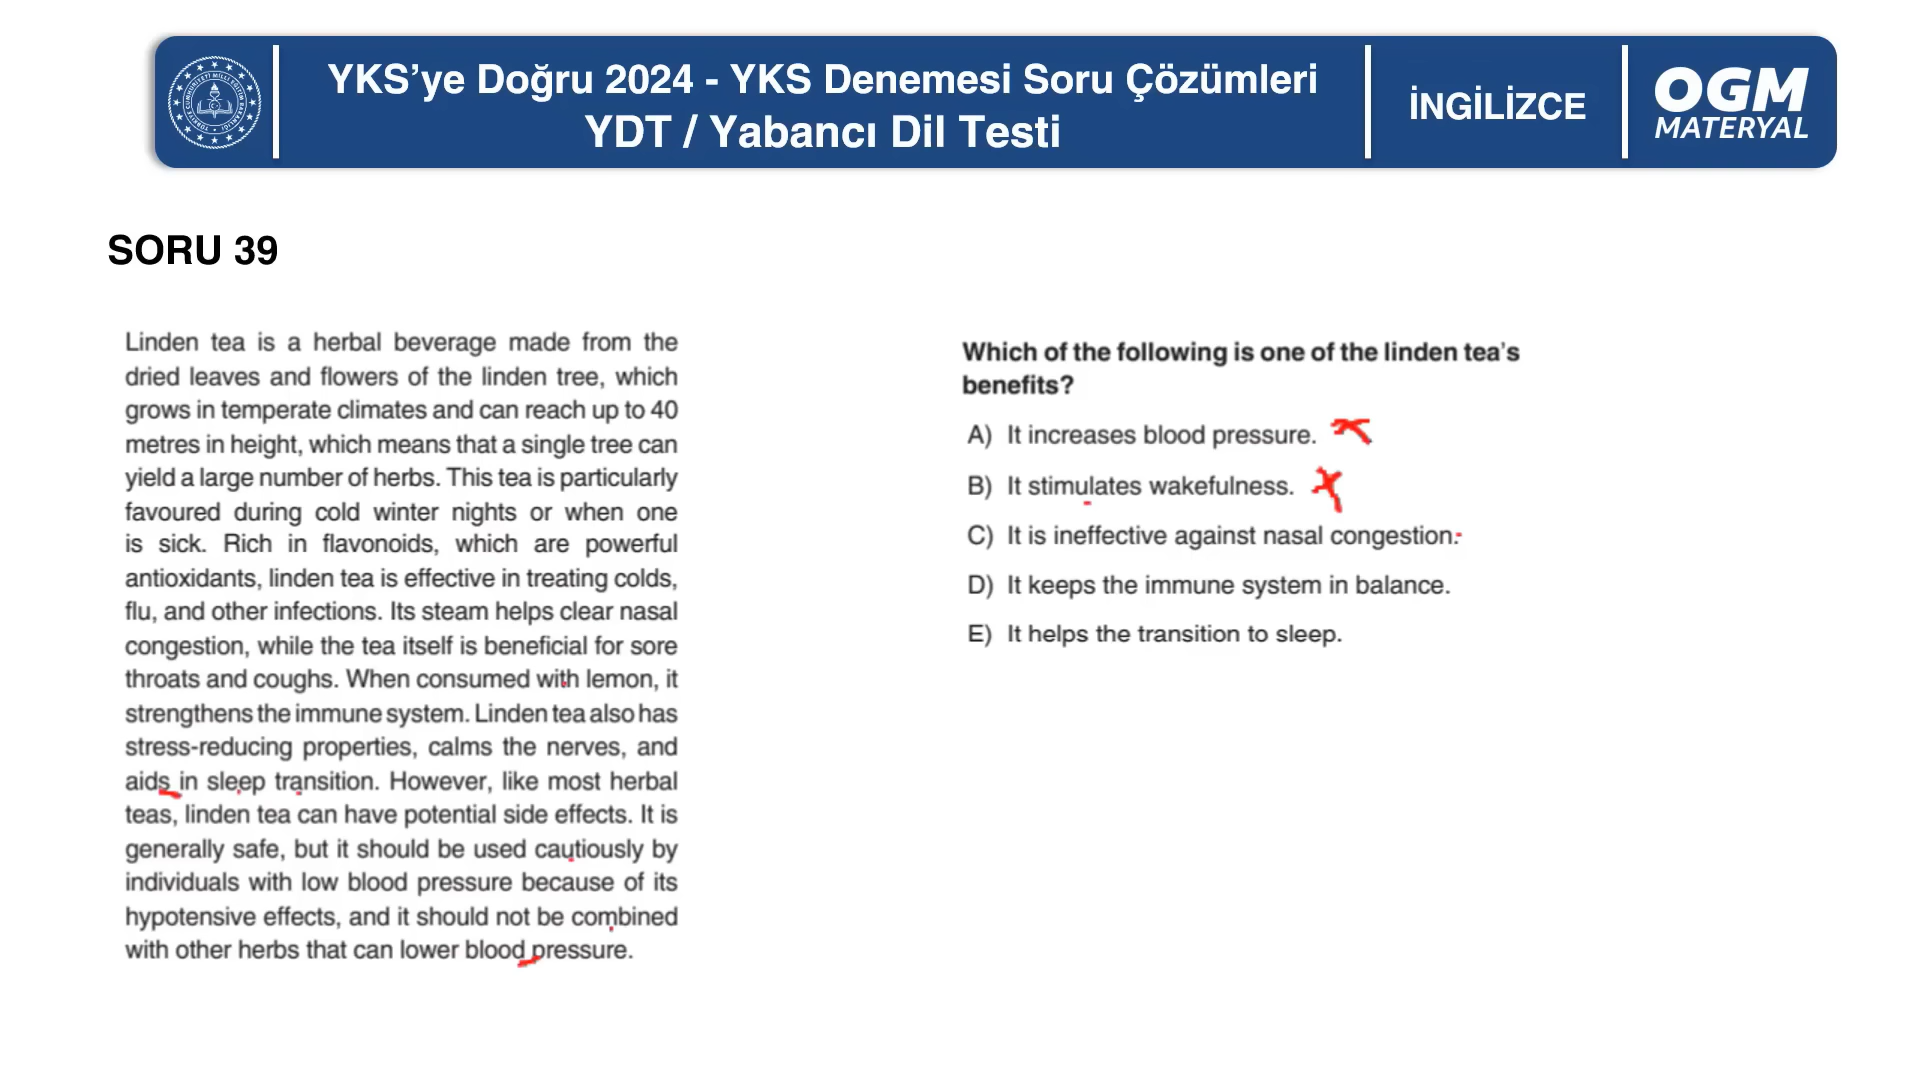 YKS’ye Doğru 2024 - YKS Denemesi Soru Çözümleri
YDT / Yabancı Dil Testi
İNGİLİZCE
OGM
MATERYAL
SORU 39
Linden tea is a herbal beverage made from the
dried leaves and flowers of the linden tree, which
grows in temperate climates and can reach up to 40
metres in height, which means that a single tree can
yield a large number of herbs. This tea is particularly
favoured during cold winter nights or when one
is sick. Rich in flavonoids, which are powerful
antioxidants, linden tea is effective in treating colds,
flu, and other infections. Its steam helps clear nasal
congestion, while the tea itself is beneficial for sore
throats and coughs. When consumed with lemon, it
strengthens the immune system. Linden tea also has
stress-reducing properties, calms the nerves, and
aids in sleep transition. However, like most herbal
teas, linden tea can have potential side effects. It is
generally safe, but it should be used cautiously by
individuals with low blood pressure because of its
hypotensive effects, and it should not be combined
with other herbs that can lower blood pressure.
Which of the following is one of the linden tea’s
benefits?
A) It increases blood pressure.
B) It stimulates wakefulness.
C) It is ineffective against nasal congestion.
D) It keeps the immune system in balance.
E) It helps the transition to sleep.